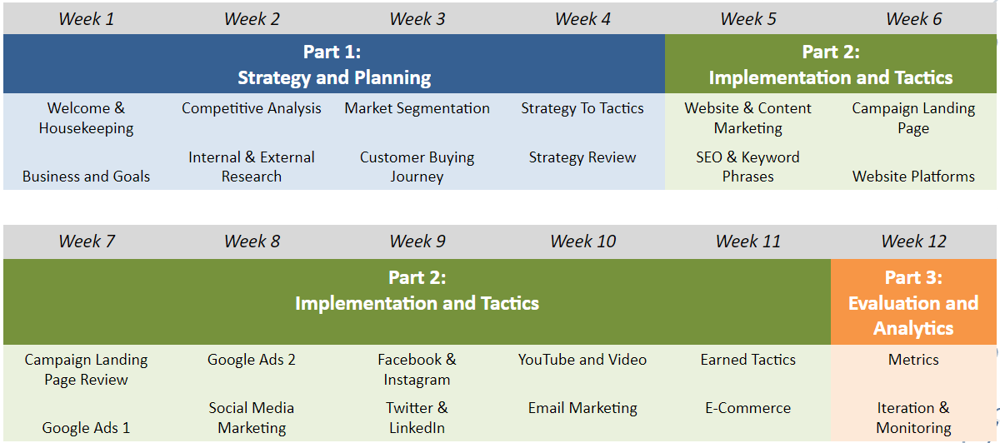 Week 1 Week 2 Week 3 Week 4 Week 5 Week 6
Part 1:
Strategy and Planning
Part 2:
Implementation and Tactics
Welcome &
Housekeeping
Business and Goals
Competitive Analysis
Internal & External
Research
Market Segmentation
Customer Buying
Journey
Strategy To Tactics
Strategy Review
Website & Content
Marketing
SEO & Keyword
Phrases
Campaign Landing
Page
Website Platforms
Week 7 Week 8 Week 9 Week 10 Week 11 Week 12
Part 2:
Implementation and Tactics
Part 3:
Evaluation and
Analytics
Campaign Landing
Page Review
Google Ads 1
Google Ads 2
Social Media
Marketing
Facebook &
Instagram
Twitter &
LinkedIn
YouTube and Video
Email Marketing
Earned Tactics
E-Commerce
Metrics
Iteration &
Monitoring